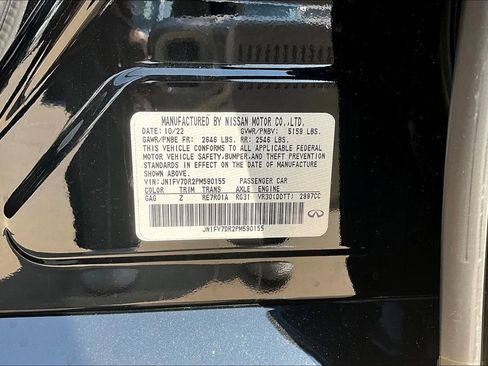 MANUFACTURED BY NISSAN MOTOR CO.,LTD.
DATE: 10/22 GVWR/PNBV: 5159 LBS.
GAWR/PNBE FR: 2646 LBS. RR: 2546 LBS.
THIS VEHICLE CONFORMS TO ALL APPLICABLE FEDERAL
MOTOR VEHICLE SAFETY,BUMPER,AND THEFT PREVENTION
STANDARDS IN EFFECT ON THE DATE OF MANUFACTURE
SHOWN ABOVE.
VIN: JN1FV7DR2PM590155 PASSENGER CAR
COLOR TRIM TRANS AXLE ENGINE
GAG Z RE7R01A R031 VR30(DDTT) 2997CC
JN1FV7DR2PM590155
INFINITI